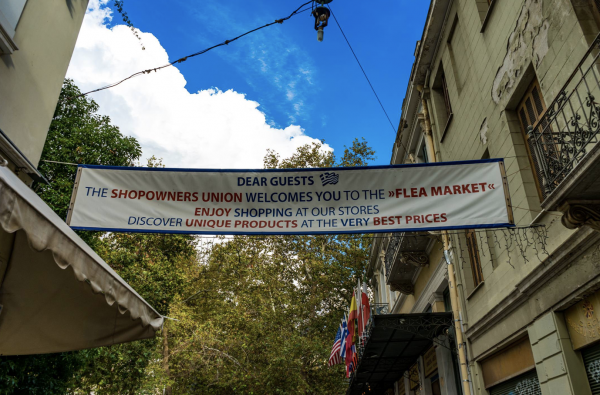 DEAR GUESTS
THE SHOPOWNERS UNION WELCOMES YOU TO THE »FLEA MARKET«
ENJOY SHOPPING AT OUR STORES
DISCOVER UNIQUE PRODUCTS AT THE VERY BEST PRICES